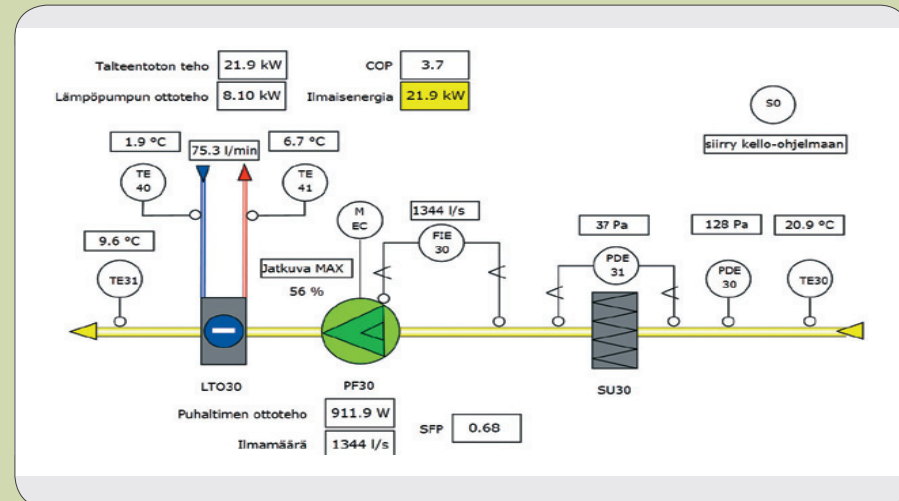 Talteentoton teho 21.9 kW COP 3.7
Lämpöpumpun ottoteho 8.10 kW Ilmaisenergia 21.9 kW
S0
siirry kello-ohjelmaan
1.9 °C 75.3 l/min 6.7 °C
TE 40
TE 41
M EC
1344 l/s
FIE 30
37 Pa
PDE 31
128 Pa
PDE 30
20.9 °C
TE30
9.6 °C
TE31
Jatkuva MAX
56 %
LTO30
PF30
SU30
Puhaltimen ottoteho 911.9 W
SFP 0.68
Ilmamäärä 1344 l/s